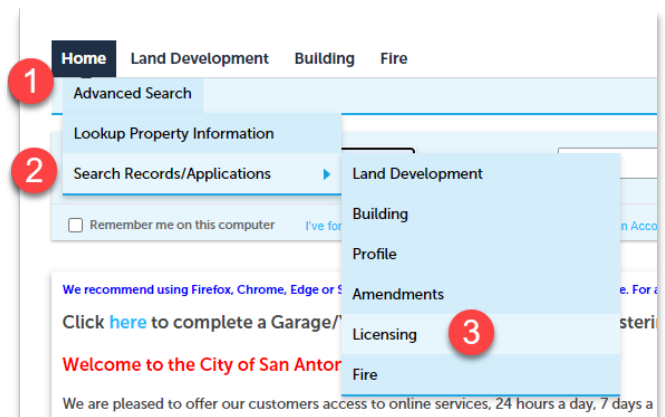 Home Land Development Building Fire
1
Advanced Search
Lookup Property Information
2 Search Records/Applications Land Development
Building
Remember me on this computer I've for n Acco
Profile
We recommend using Firefox, Chrome, Edge or S e. For a
Amendments
Click here to complete a Garage/ steri
Licensing 3
Welcome to the City of San Anton
Fire
We are pleased to offer our customers access to online services, 24 hours a day, 7 days a